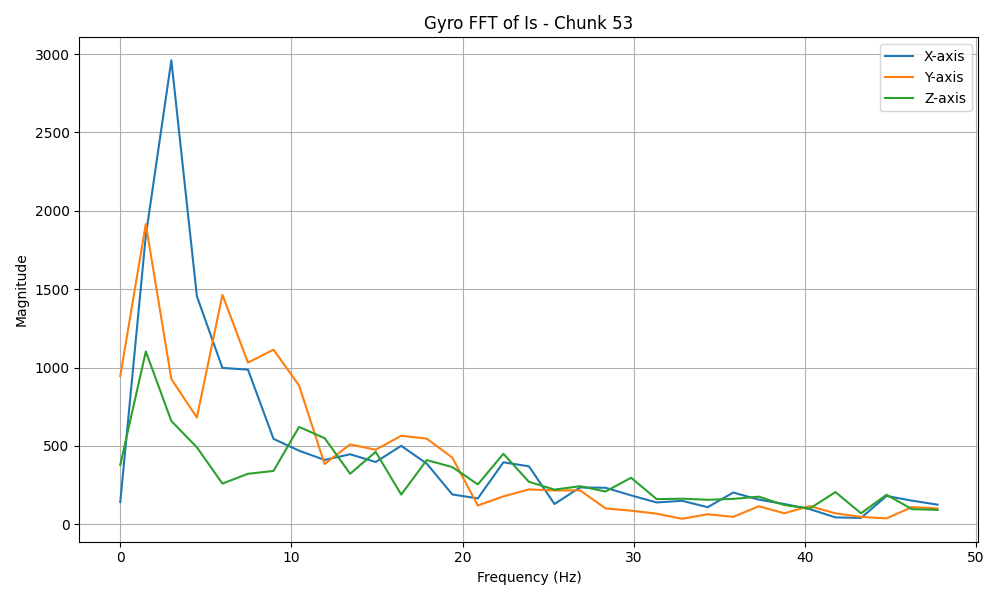 Gyro FFT of Is - Chunk 53
3000
2500
2000
1500
1000
500
0
Magnitude
X-axis
Y-axis
Z-axis
0 10 20 30 40 50
Frequency (Hz)